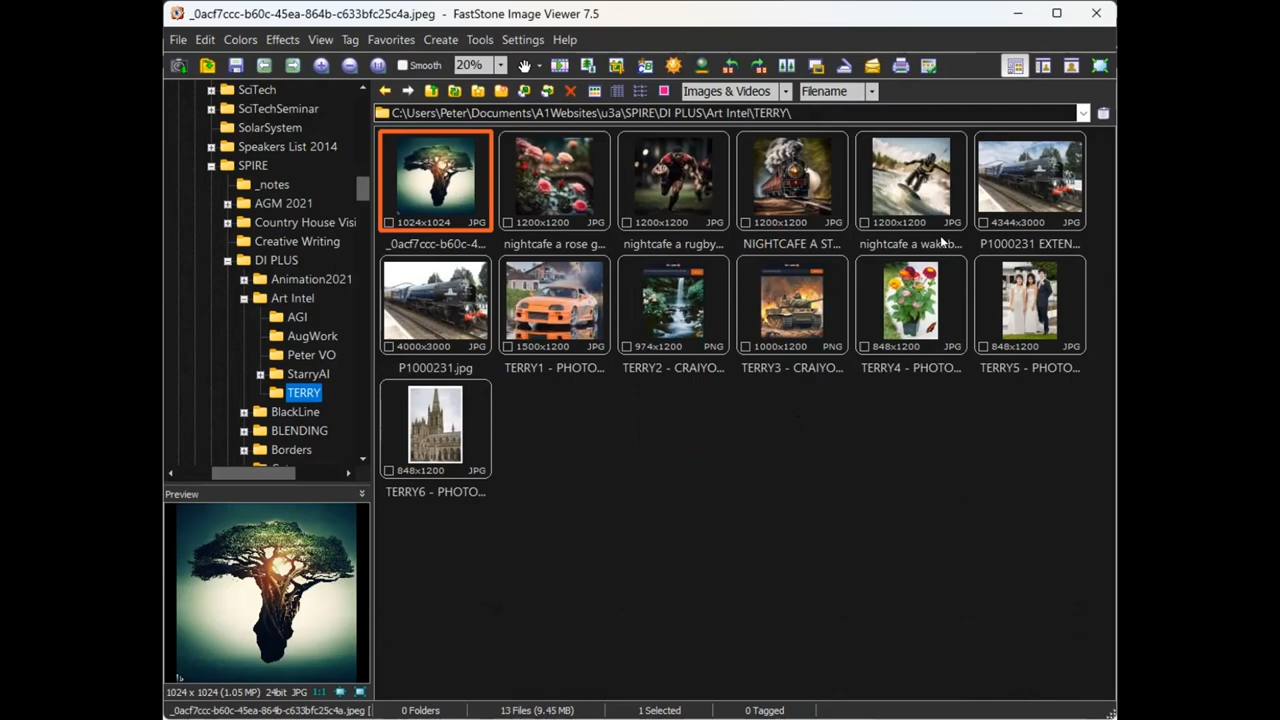 _0acf7ccc-b60c-45ea-864b-c633bfc25c4a.jpeg - FastStone Image Viewer 7.5
File Edit Colors Effects View Tag Favorites Create Tools Settings Help
Smooth 20%
Images & Videos Filename
C:\Users\Peter\Documents\A1Websites\u3a\SPIRE\DI PLUS\Art Intel\TERRY\
SciTech
SciTechSeminar
SolarSystem
Speakers List 2014
SPIRE
_notes
AGM 2021
Country House Visi
Creative Writing
DI PLUS
Animation2021
Art Intel
AGI
AugWork
Peter VO
StarryAI
TERRY
BlackLine
BLENDING
Borders
1024x1024 JPG
1200x1200 JPG
1200x1200 JPG
1200x1200 JPG
1200x1200 JPG
4344x3000 JPG
_0acf7ccc-b60c-4...
nightcafe a rose g...
nightcafe a rugby...
NIGHTCAFE A ST...
nightcafe a wakeb...
P1000231 EXTEN...
4000x3000 JPG
1500x1200 JPG
974x1200 PNG
1000x1200 PNG
848x1200 JPG
848x1200 JPG
P1000231.jpg
TERRY1 - PHOTO...
TERRY2 - CRAIYO...
TERRY3 - CRAIYO...
TERRY4 - PHOTO...
TERRY5 - PHOTO...
848x1200 JPG
TERRY6 - PHOTO...
Preview
1024 x 1024 (1.05 MP) 24bit JPG 1:1
_0acf7ccc-b60c-45ea-864b-c633bfc25c4a.jpeg [
0 Folders
13 Files (9.45 MB)
1 Selected
0 Tagged